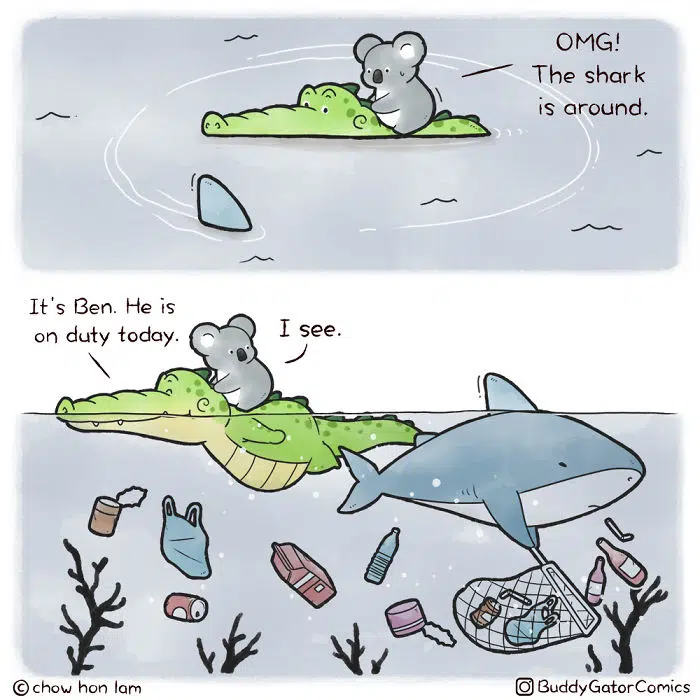 OMG!
The shark
is around.
It's Ben. He is
on duty today.
I see.
© chow hon lam
BuddyGatorComics